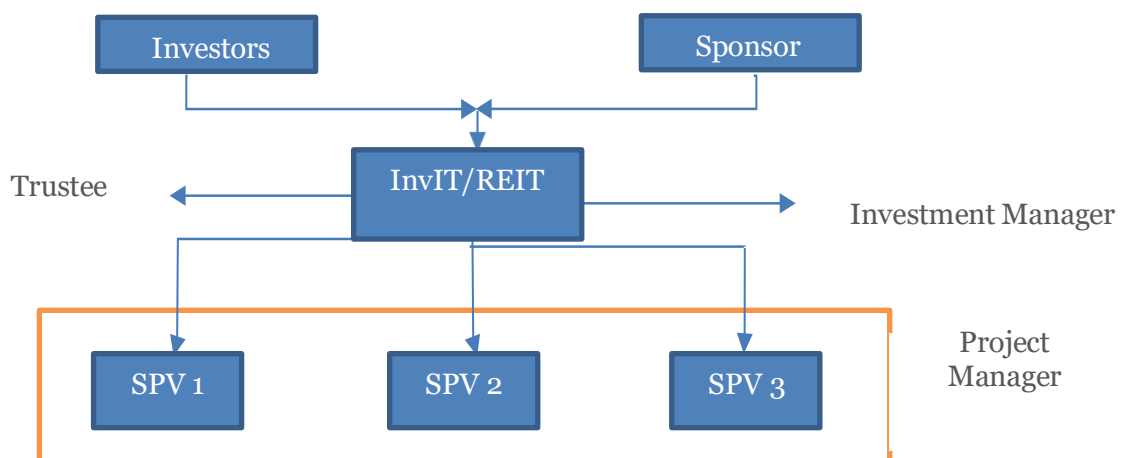 Investors
Sponsor
InvIT/REIT
Trustee
Investment Manager
Project
Manager
SPV 1
SPV 2
SPV 3